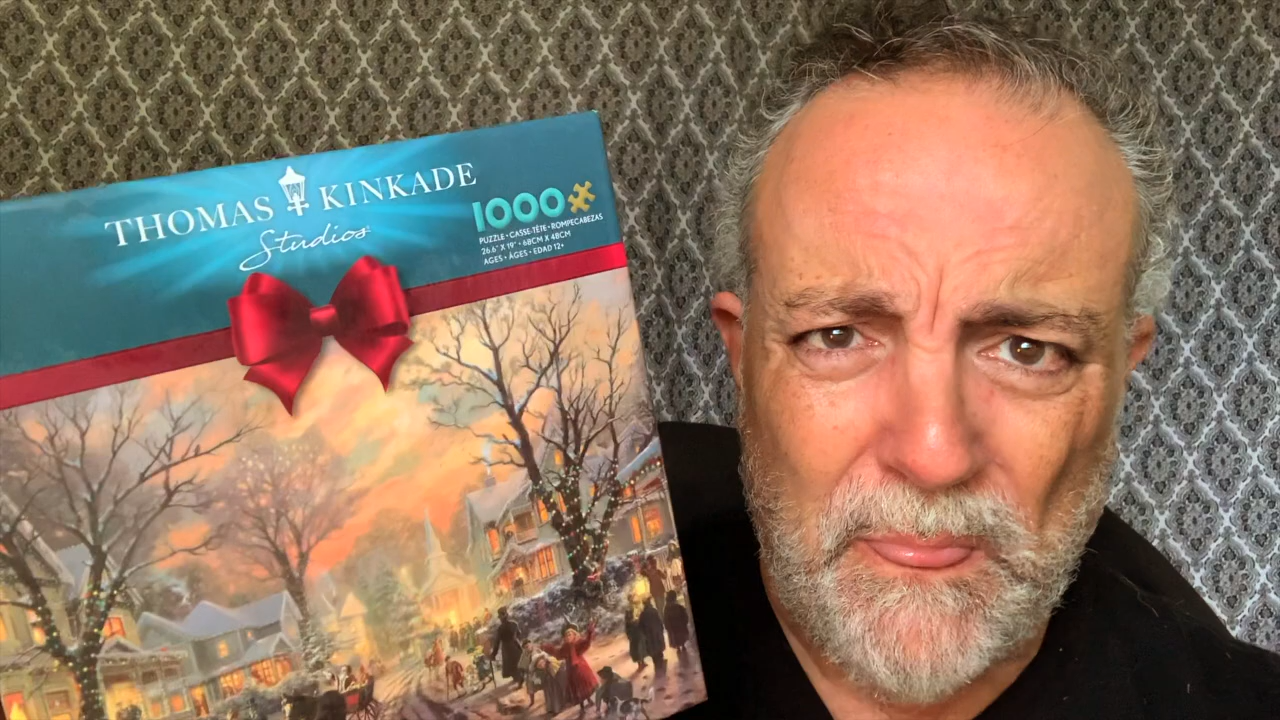 THOMAS KINKADE
Studios
1000
PUZZLE • CASSE-TÊTE • ROMPECABEZAS
26.6" X 19" • 68CM X 48CM
AGES • ÂGES • EDAD 12+